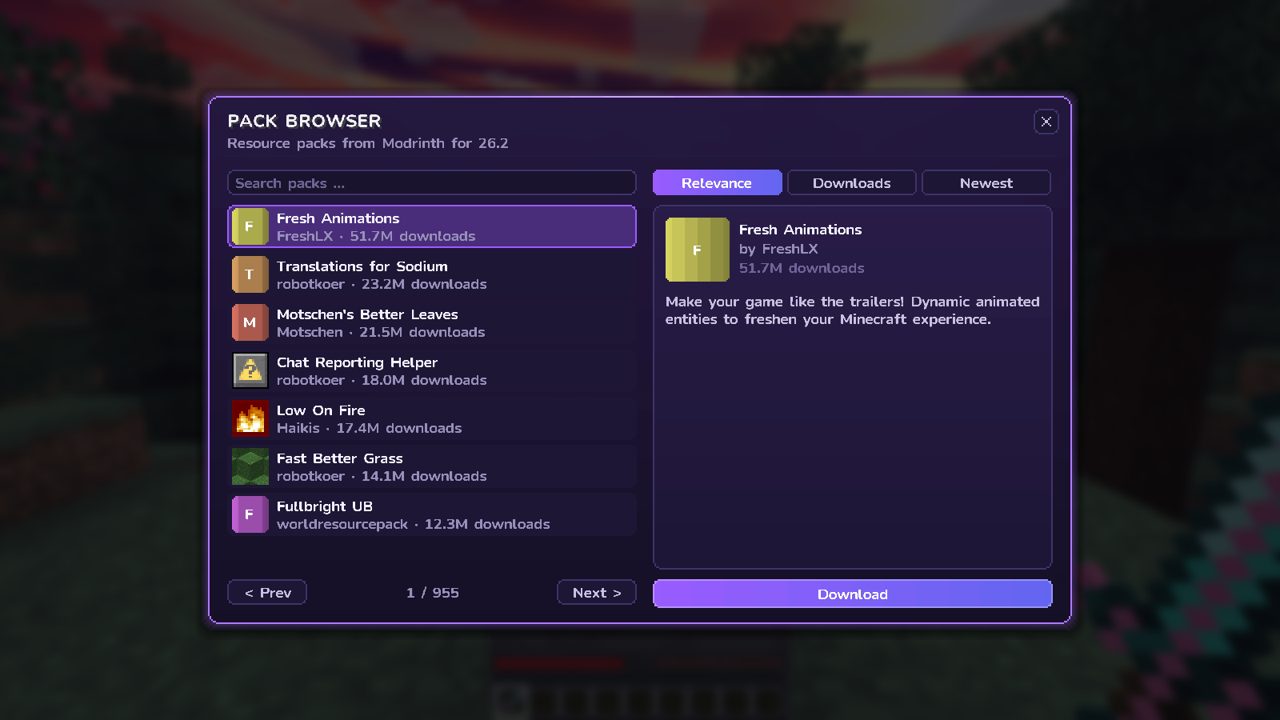 PACK BROWSER
Resource packs from Modrinth for 26.2
Search packs ...
Relevance
Downloads
Newest
F
Fresh Animations
FreshLX · 51.7M downloads
T
Translations for Sodium
robotkoer · 23.2M downloads
M
Motschen's Better Leaves
Motschen · 21.5M downloads
?
Chat Reporting Helper
robotkoer · 18.0M downloads
Low On Fire
Haikis · 17.4M downloads
Fast Better Grass
robotkoer · 14.1M downloads
F
Fullbright UB
worldresourcepack · 12.3M downloads
< Prev
1 / 955
Next >
F
Fresh Animations
by FreshLX
51.7M downloads
Make your game like the trailers! Dynamic animated
entities to freshen your Minecraft experience.
Download